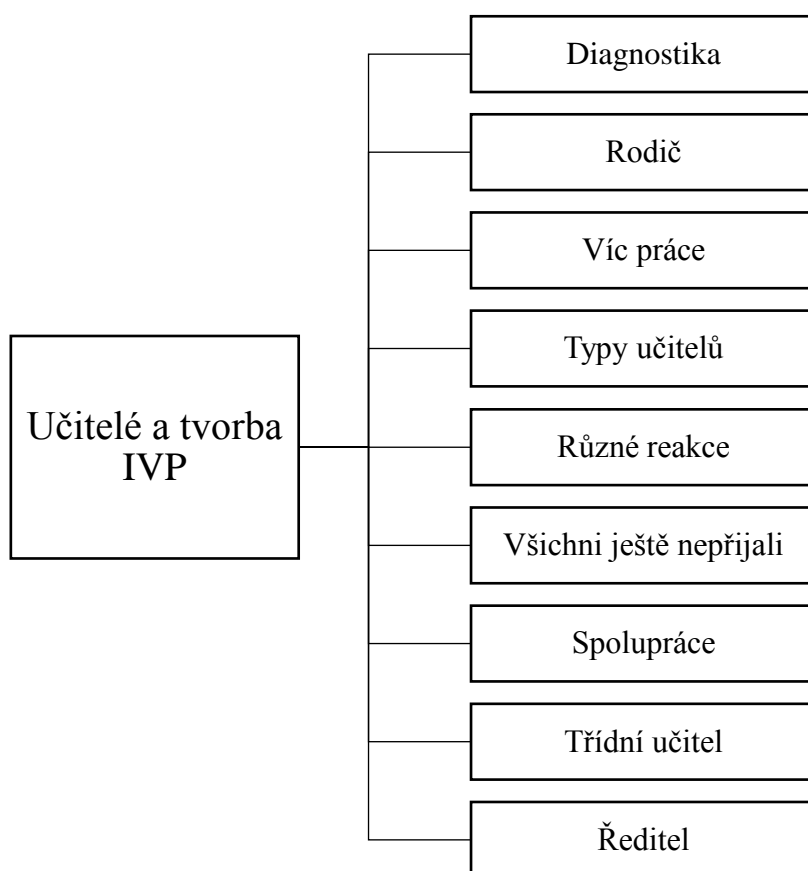 Diagnostika
Rodič
Víc práce
Typy učitelů
Učitelé a tvorba
IVP
Různé reakce
Všichni ještě nepřijali
Spolupráce
Třídní učitel
Ředitel